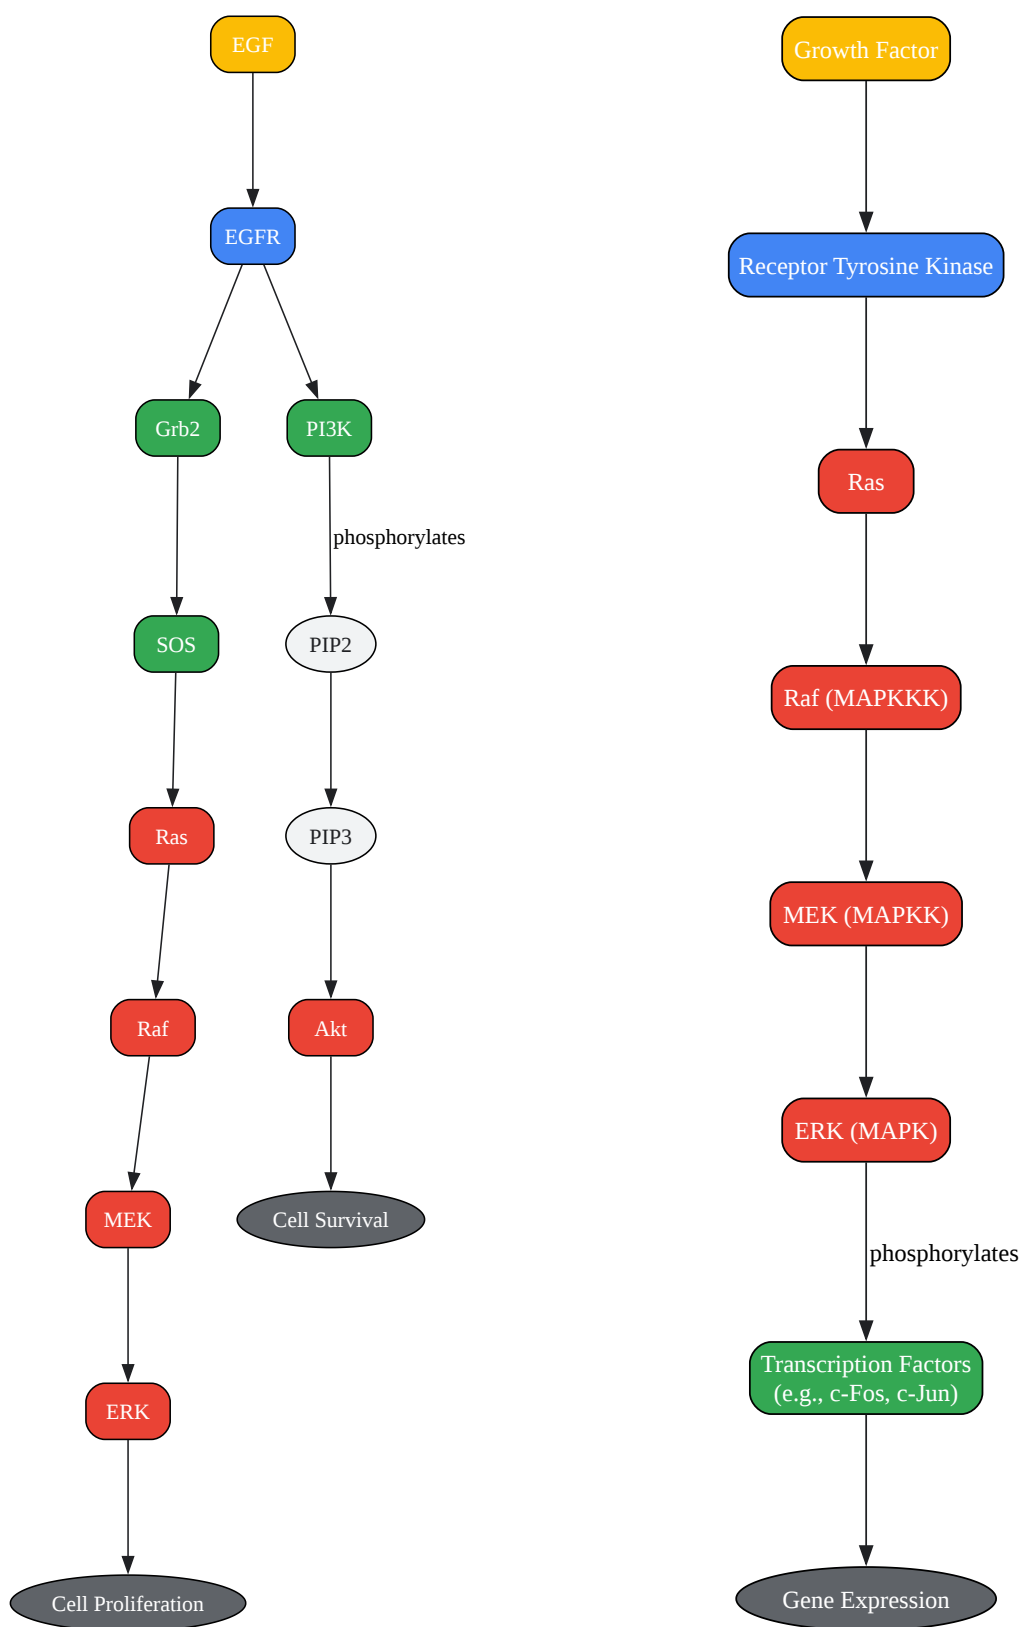 EGF
EGFR
Grb2
PI3K
phosphorylates
SOS
PIP2
Ras
PIP3
Raf
Akt
MEK
Cell Survival
ERK
Cell Proliferation
Growth Factor
Receptor Tyrosine Kinase
Ras
Raf (MAPKKK)
MEK (MAPKK)
ERK (MAPK)
phosphorylates
Transcription Factors
(e.g., c-Fos, c-Jun)
Gene Expression